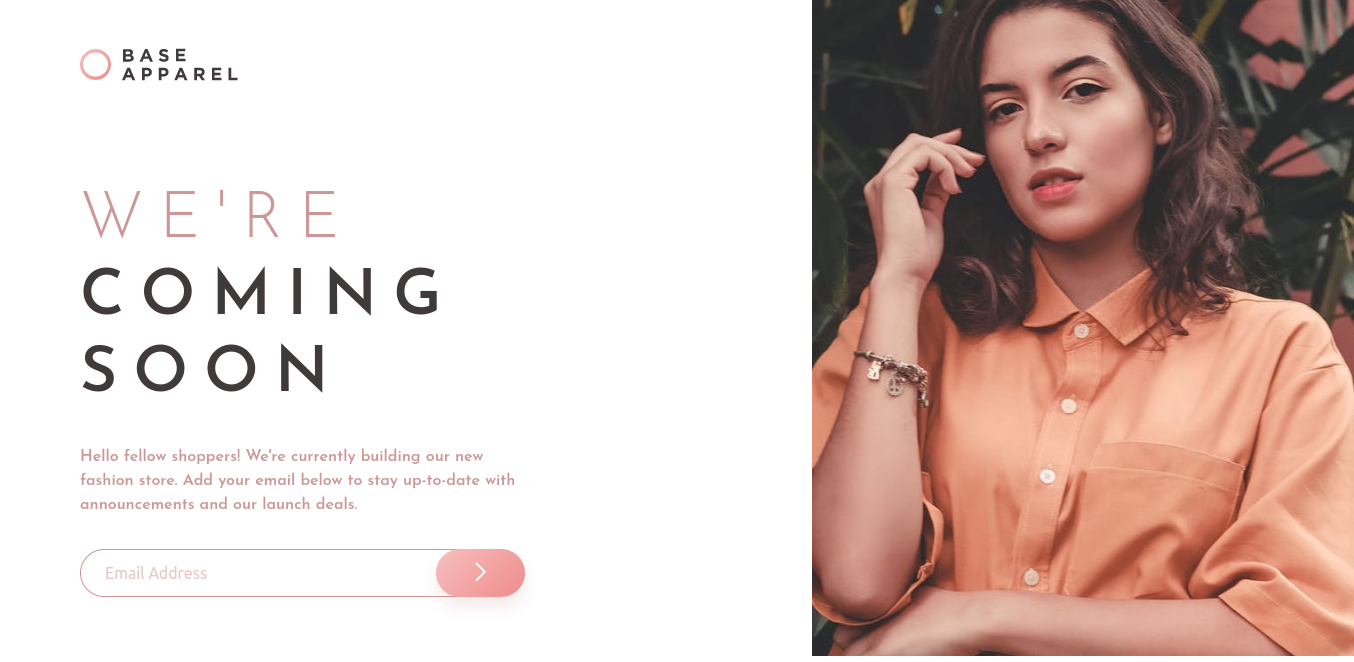 BASE
APPAREL
WE'RE
COMING
SOON
Hello fellow shoppers! We're currently building our new
fashion store. Add your email below to stay up-to-date with
announcements and our launch deals.
Email Address